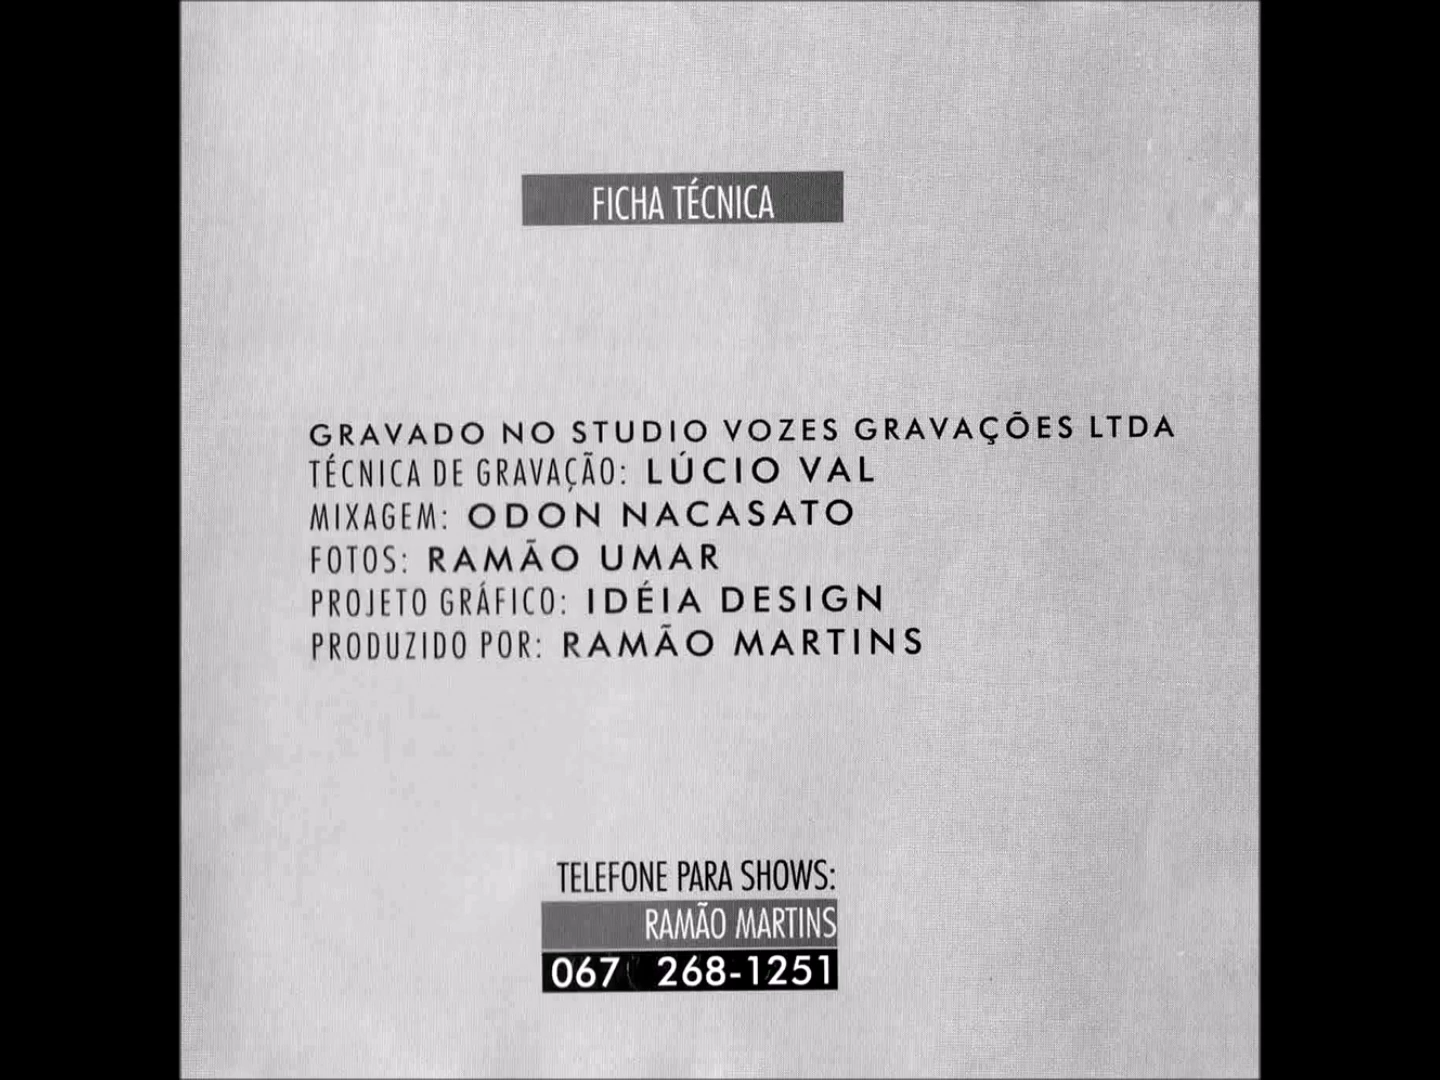 FICHA TÉCNICA
GRAVADO NO STUDIO VOZES GRAVAÇÕES LTDA
TÉCNICA DE GRAVAÇÃO: LÚCIO VAL
MIXAGEM: ODON NACASATO
FOTOS: RAMÃO UMAR
PROJETO GRÁFICO: IDÉIA DESIGN
PRODUZIDO POR: RAMÃO MARTINS
TELEFONE PARA SHOWS:
RAMÃO MARTINS
067 268-1251